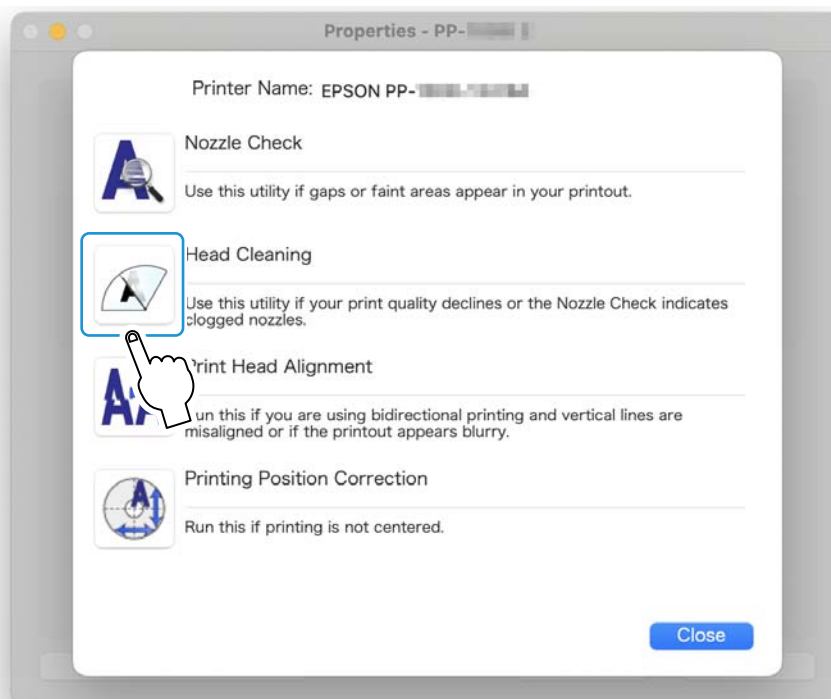 Properties - PP-
Printer Name: EPSON PP-
Nozzle Check
Use this utility if gaps or faint areas appear in your printout.
Head Cleaning
Use this utility if your print quality declines or the Nozzle Check indicates
clogged nozzles.
Print Head Alignment
Run this if you are using bidirectional printing and vertical lines are
misaligned or if the printout appears blurry.
Printing Position Correction
Run this if printing is not centered.
Close